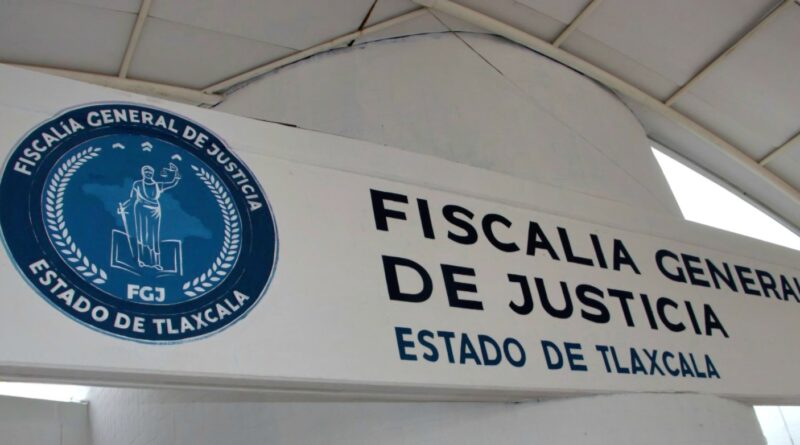 FISCALÍA GENERAL DE JUSTICIA
FGJ
ESTADO DE TLAXCALA
FISCALIA GENERAL
DE JUSTICIA
ESTADO DE TLAXCALA